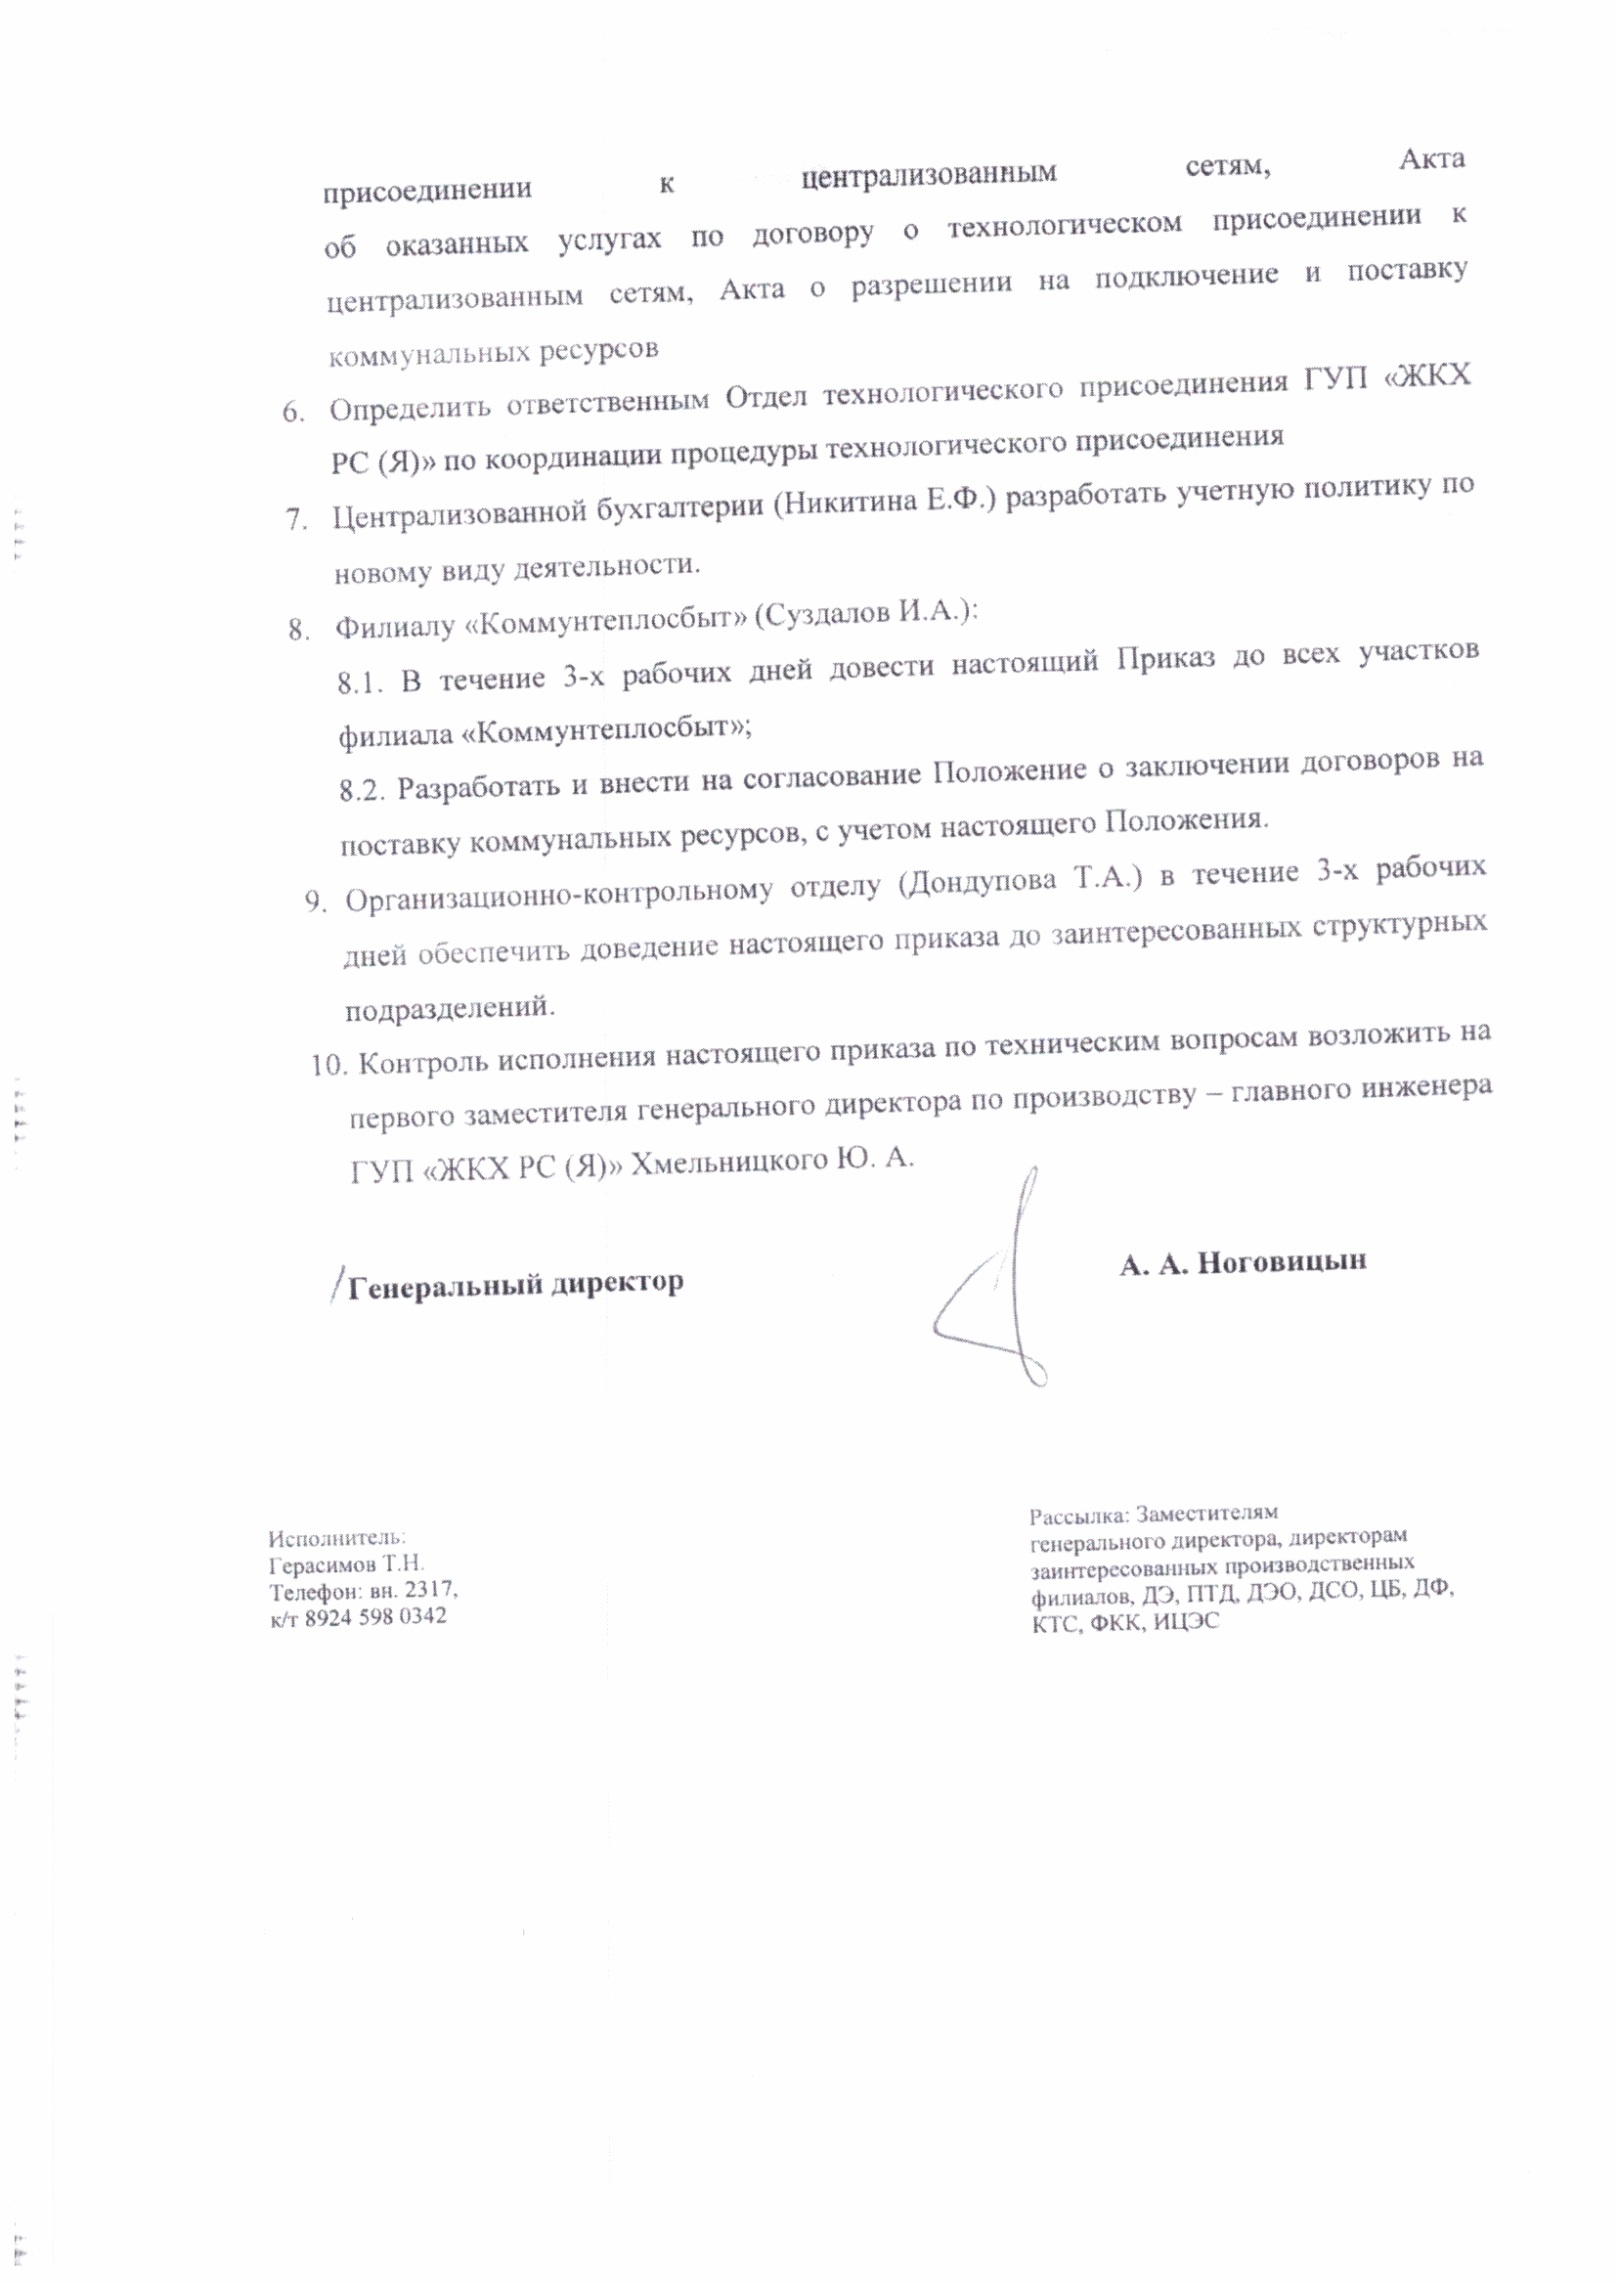 присоединении к централизованным сетям, Акта
об оказанных услугах по договору о технологическом присоединении к
централизованным сетям, Акта о разрешении на подключение и поставку
коммунальных ресурсов
6. Определить ответственным Отдел технологического присоединения ГУП «ЖКХ
РС (Я)» по координации процедуры технологического присоединения
7. Централизованной бухгалтерии (Никитина Е.Ф.) разработать учетную политику по
новому виду деятельности.
8. Филиалу «Коммунтеплосбыт» (Суздалов И.А.):
8.1. В течение 3-х рабочих дней довести настоящий Приказ до всех участков
филиала «Коммунтеплосбыт»;
8.2. Разработать и внести на согласование Положение о заключении договоров на
поставку коммунальных ресурсов, с учетом настоящего Положения.
9. Организационно-контрольному отделу (Дондупова Т.А.) в течение 3-х рабочих
дней обеспечить доведение настоящего приказа до заинтересованных структурных
подразделений.
10. Контроль исполнения настоящего приказа по техническим вопросам возложить на
первого заместителя генерального директора по производству – главного инженера
ГУП «ЖКХ РС (Я)» Хмельницкого Ю. А.
/Генеральный директор
А. А. Ноговицын
Исполнитель:
Герасимов Т.Н.
Телефон: вн. 2317,
к/т 8924 598 0342
Рассылка: Заместителям
генерального директора, директорам
заинтересованных производственных
филиалов, ДЭ, ПТД, ДЭО, ДСО, ЦБ, ДФ,
КТС, ФКК, ИЦЭС